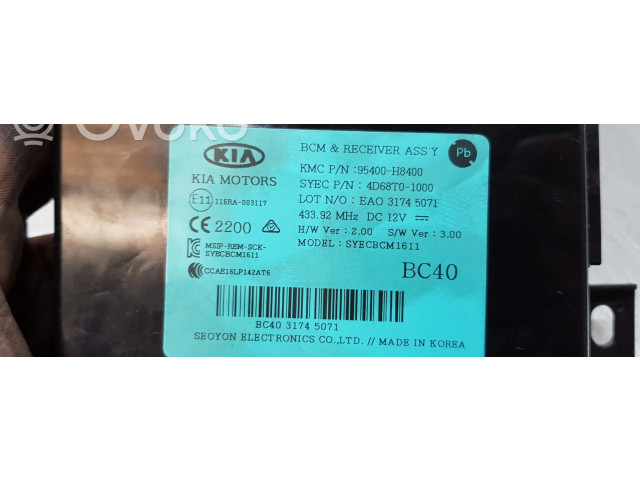 OVOKO
KIA
KIA MOTORS
E11 116RA-003117
CE 2200
MSIP-REM-SCK-
SYECBCM1611
CCAE16LP142AT6
BCM & RECEIVER ASS'Y
Pb
KMC P/N :95400-H8400
SYEC P/N : 4D68T0-1000
LOT N/O : EAO 3174 5071
433.92 MHz DC 12V
H/W Ver : 2.00 S/W Ver : 3.00
MODEL : SYECBCM1611
BC40
BC40 3174 5071
SEOYON ELECTRONICS CO.,LTD. // MADE IN KOREA